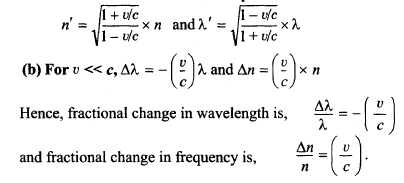 n' = √((1 + v/c)/(1 − v/c)) × n and λ' = √((1 − v/c)/(1 + v/c)) × λ
(b) For v << c, Δλ = −(v/c) λ and Δn = (v/c) × n
Hence, fractional change in wavelength is, Δλ/λ = −(v/c)
and fractional change in frequency is, Δn/n = (v/c).